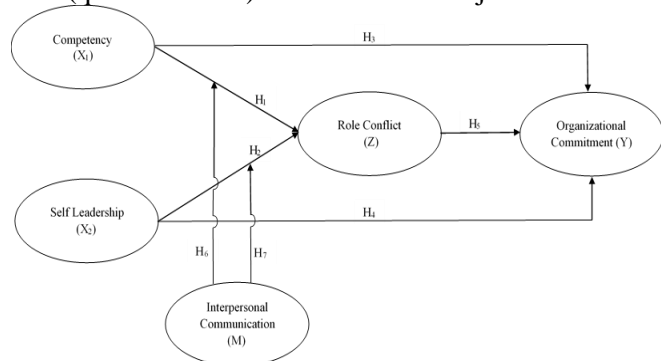 Competency
(X₁)
H₃
H₁
Role Conflict
(Z)
H₅
Organizational
Commitment (Y)
H₂
Self Leadership
(X₂)
H₄
H₆
H₇
Interpersonal
Communication
(M)